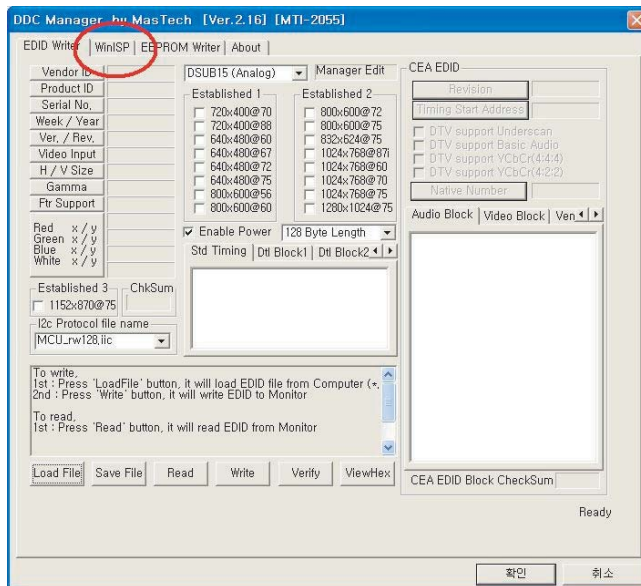 DDC Manager by MasTech [Ver.2.16] [MTI-2055]
EDID Writer WinISP EEPROM Writer About
Vendor ID
Product ID
Serial No.
Week / Year
Ver. / Rev.
Video Input
H / V Size
Gamma
Ftr Support
Red x / y
Green x / y
Blue x / y
White x / y
Established 3 ChkSum
1152x870@75
I2c Protocol file name
MCU_rw128.iic
DSUB15 (Analog) Manager Edit
Established 1
720x400@70
720x400@88
640x480@60
640x480@67
640x480@72
640x480@75
800x600@56
800x600@60
Established 2
800x600@72
800x600@75
832x624@75
1024x768@87i
1024x768@60
1024x768@70
1024x768@75
1280x1024@75
Enable Power 128 Byte Length
Std Timing Dtl Block1 Dtl Block2
CEA EDID
Revision
Timing Start Address
DTV support Underscan
DTV support Basic Audio
DTV support YCbCr(4:4:4)
DTV support YCbCr(4:2:2)
Native Number
Audio Block Video Block Ven
CEA EDID Block CheckSum
To write,
1st : Press 'LoadFile' button, it will load EDID file from Computer (*,
2nd : Press 'Write' button, it will write EDID to Monitor
To read,
1st : Press 'Read' button, it will read EDID from Monitor
Load File Save File Read Write Verify ViewHex
Ready
확인 취소